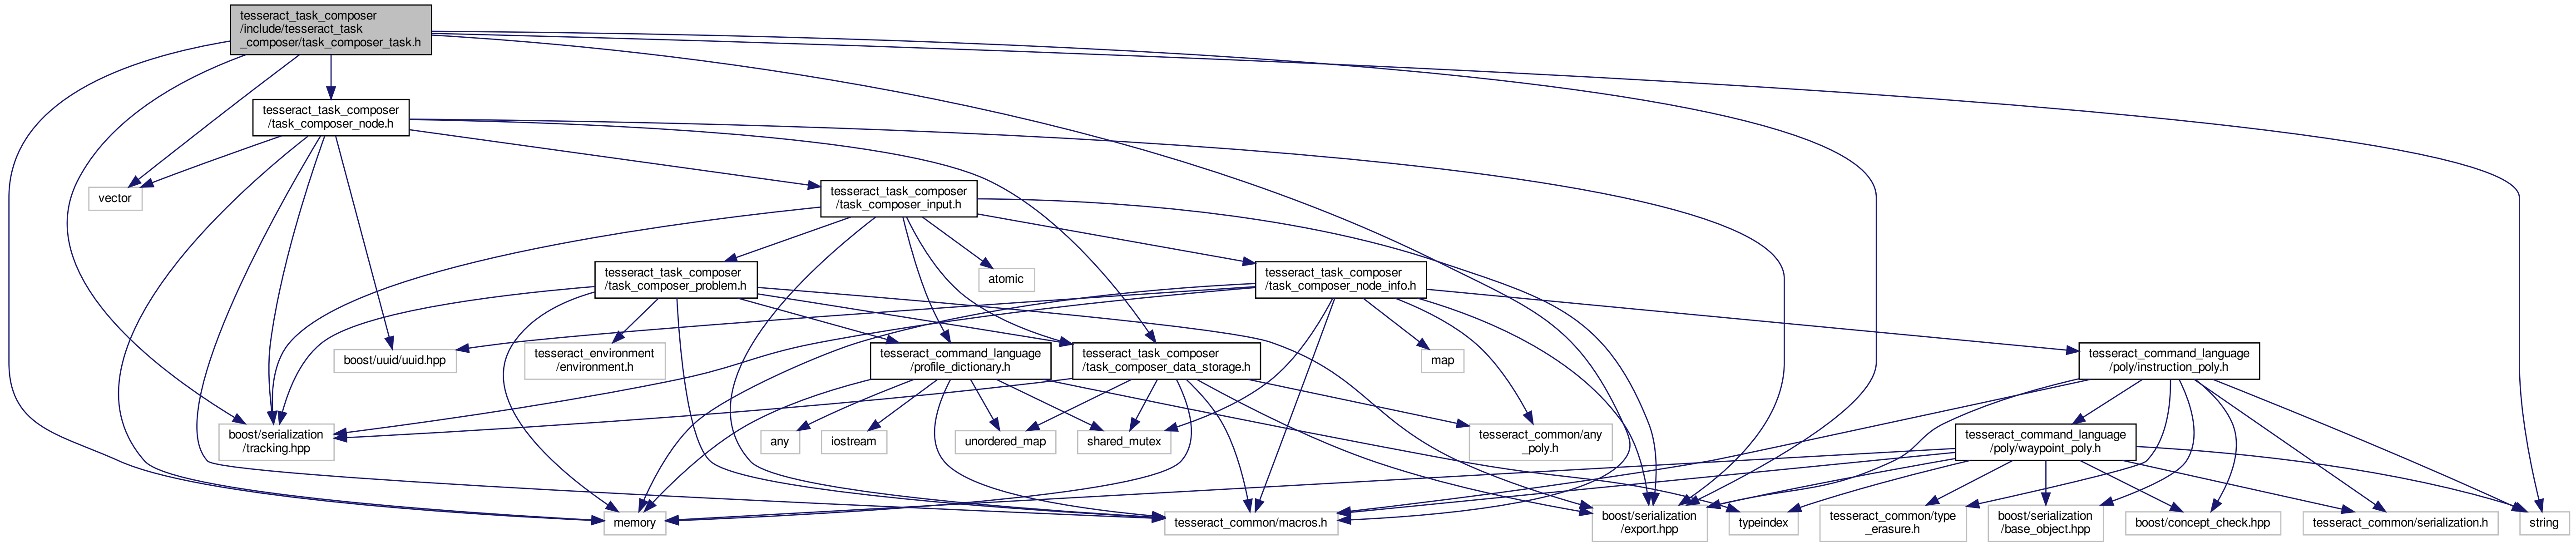 tesseract_task_composer
/include/tesseract_task
_composer/task_composer_task.h
tesseract_task_composer
/task_composer_node.h
vector
tesseract_task_composer
/task_composer_input.h
tesseract_task_composer
/task_composer_problem.h
atomic
tesseract_task_composer
/task_composer_node_info.h
boost/uuid/uuid.hpp
tesseract_environment
/environment.h
tesseract_command_language
/profile_dictionary.h
tesseract_task_composer
/task_composer_data_storage.h
map
tesseract_command_language
/poly/instruction_poly.h
boost/serialization
/tracking.hpp
any
iostream
unordered_map
shared_mutex
tesseract_common/any
_poly.h
tesseract_command_language
/poly/waypoint_poly.h
memory
tesseract_common/macros.h
boost/serialization
/export.hpp
typeindex
tesseract_common/type
_erasure.h
boost/serialization
/base_object.hpp
boost/concept_check.hpp
tesseract_common/serialization.h
string